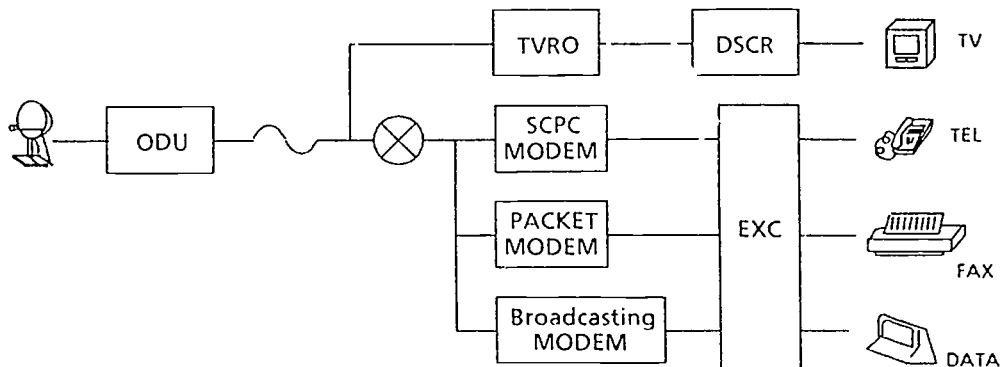 TVRO
DSCR
TV
ODU
SCPC
MODEM
TEL
PACKET
MODEM
EXC
FAX
Broadcasting
MODEM
DATA